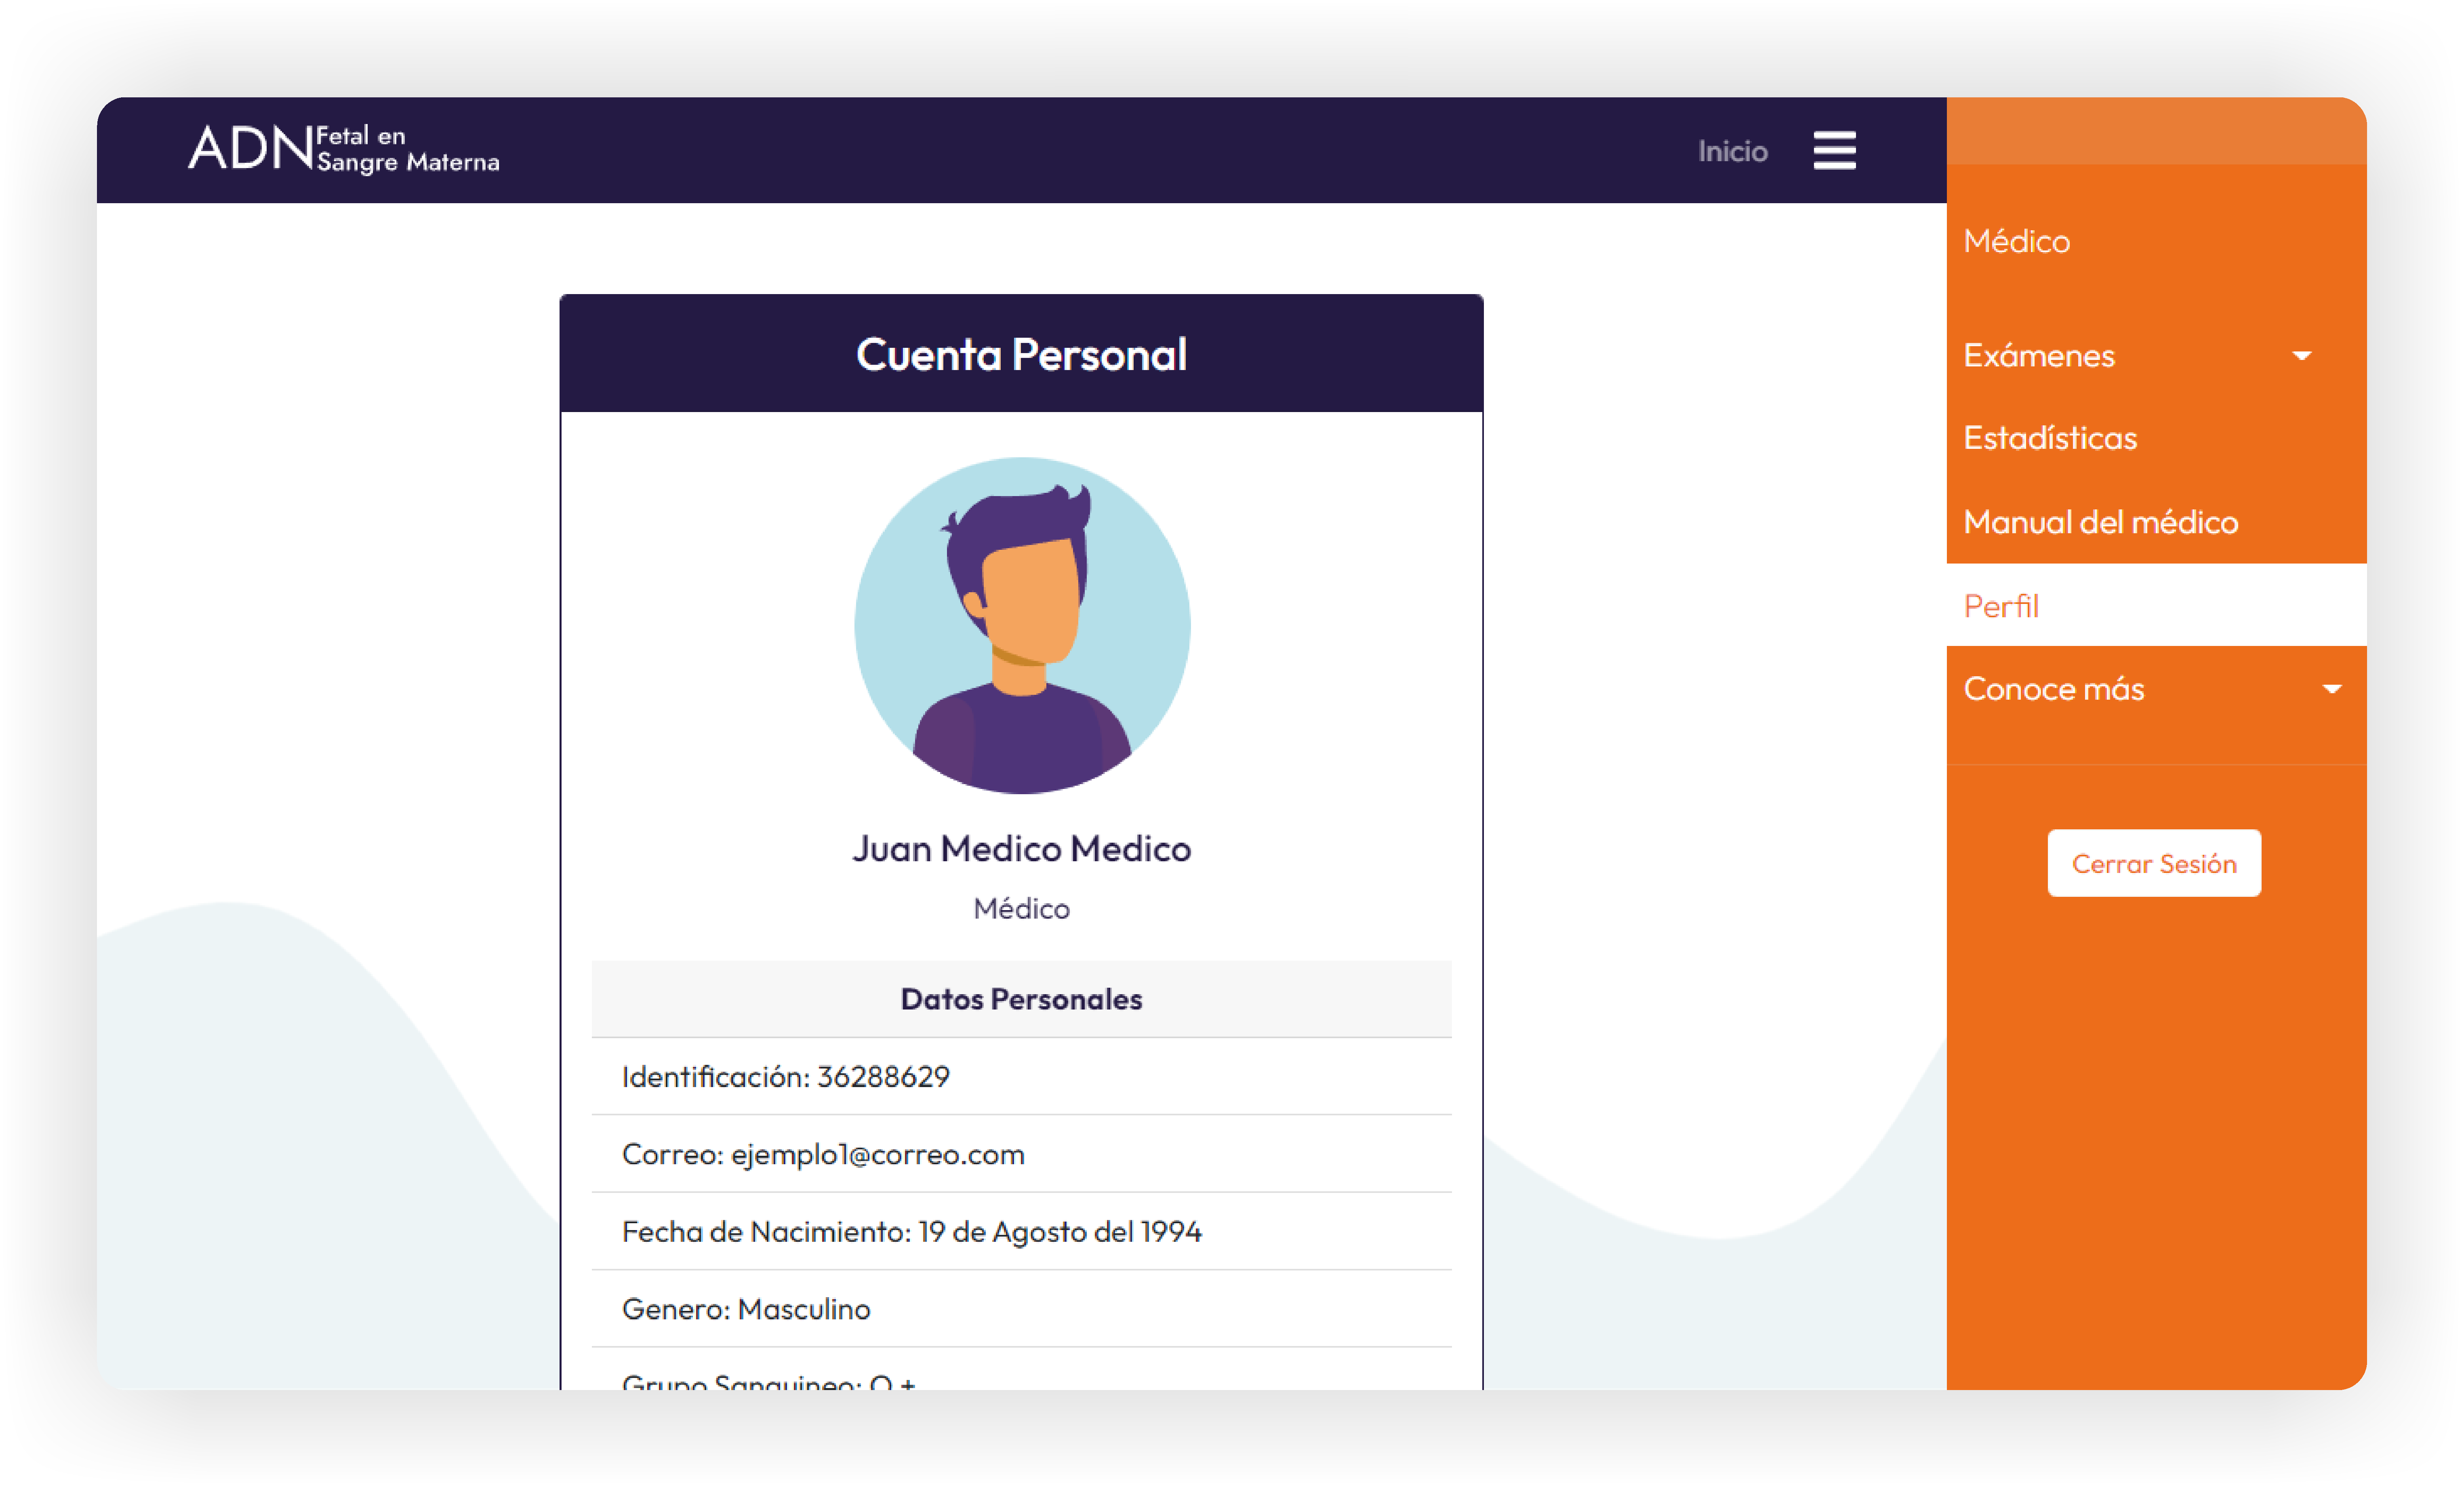 ADN Fetal en
Sangre Materna
Inicio
Cuenta Personal
Juan Medico Medico
Médico
Datos Personales
Identificación: 36288629
Correo: ejemplo1@correo.com
Fecha de Nacimiento: 19 de Agosto del 1994
Genero: Masculino
Grupo Sanguineo: O +
Médico
Exámenes
Estadísticas
Manual del médico
Perfil
Conoce más
Cerrar Sesión